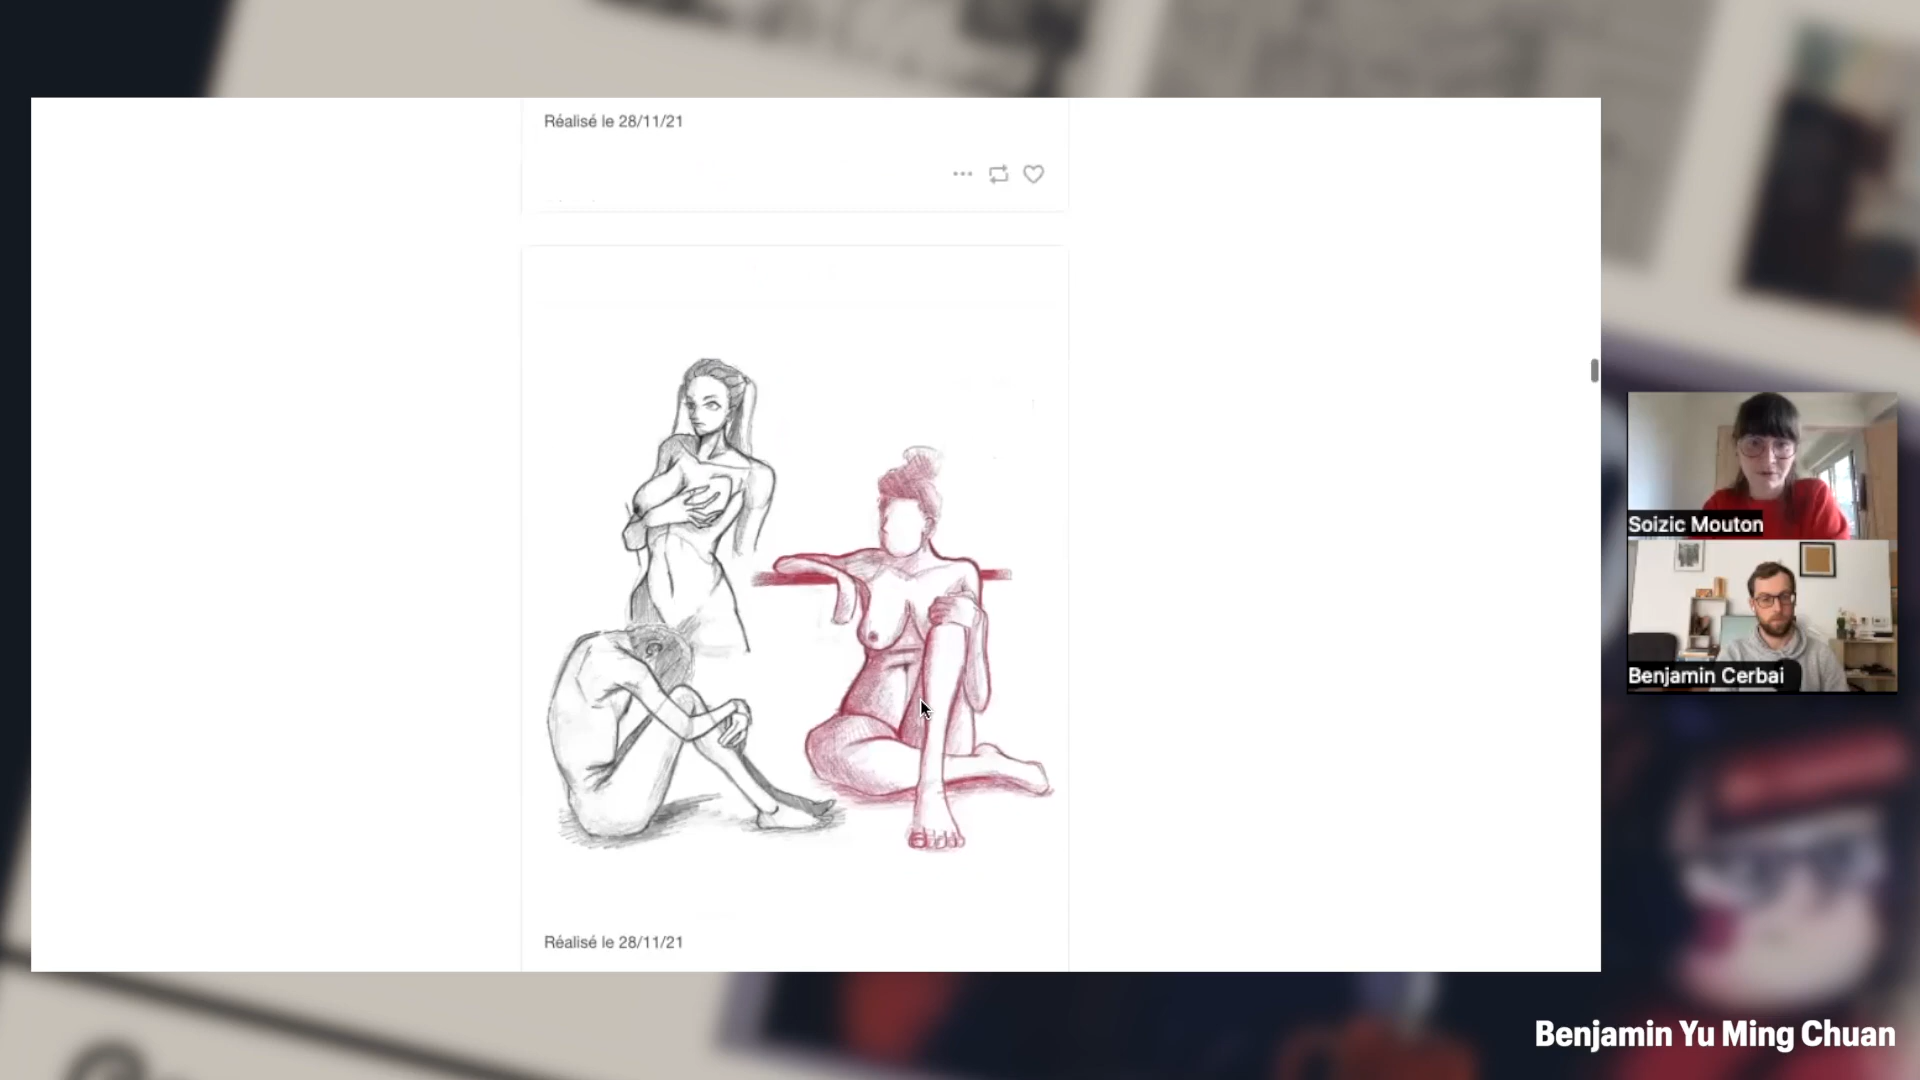 Réalisé le 28/11/21
Réalisé le 28/11/21
Soizic Mouton
Benjamin Cerbai
Benjamin Yu Ming Chuan